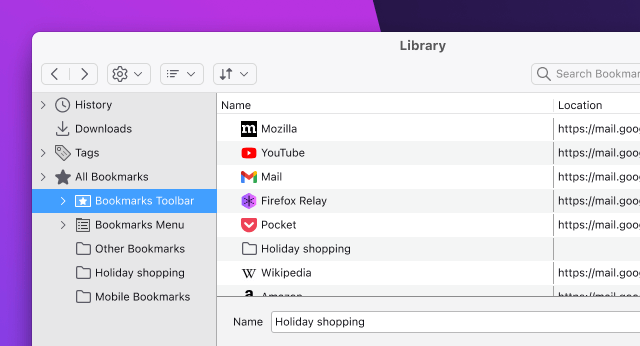 Library
Search Bookmar
Name
Location
History
Downloads
Tags
All Bookmarks
Bookmarks Toolbar
Bookmarks Menu
Other Bookmarks
Holiday shopping
Mobile Bookmarks
m Mozilla
https://mail.goo
YouTube
https://mail.goo
Mail
https://mail.goo
Firefox Relay
https://mail.goo
Pocket
https://mail.goo
Holiday shopping
W Wikipedia
https://mail.goo
a Amazon
https://mail.goo
Name
Holiday shopping